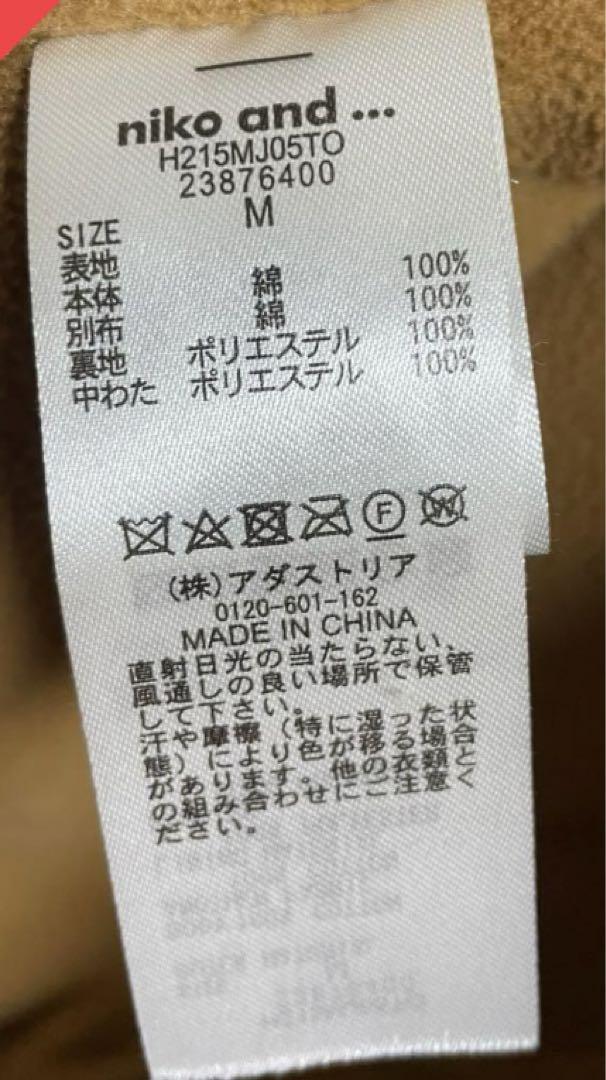 niko and ...
H215MJ05TO
23876400
SIZE M
表地
本体 綿 100%
別布 綿 100%
裏地 ポリエステル 100%
中わた ポリエステル 100%
F
W
(株)アダストリア
0120-601-162
MADE IN CHINA
直射日光の当たらない、
風通しの良い場所で保管
して下さい。
汗や摩擦(特に湿った状
態)により色が移る場合
があります。他の衣類と
の組み合わせにご注意く
ださい。